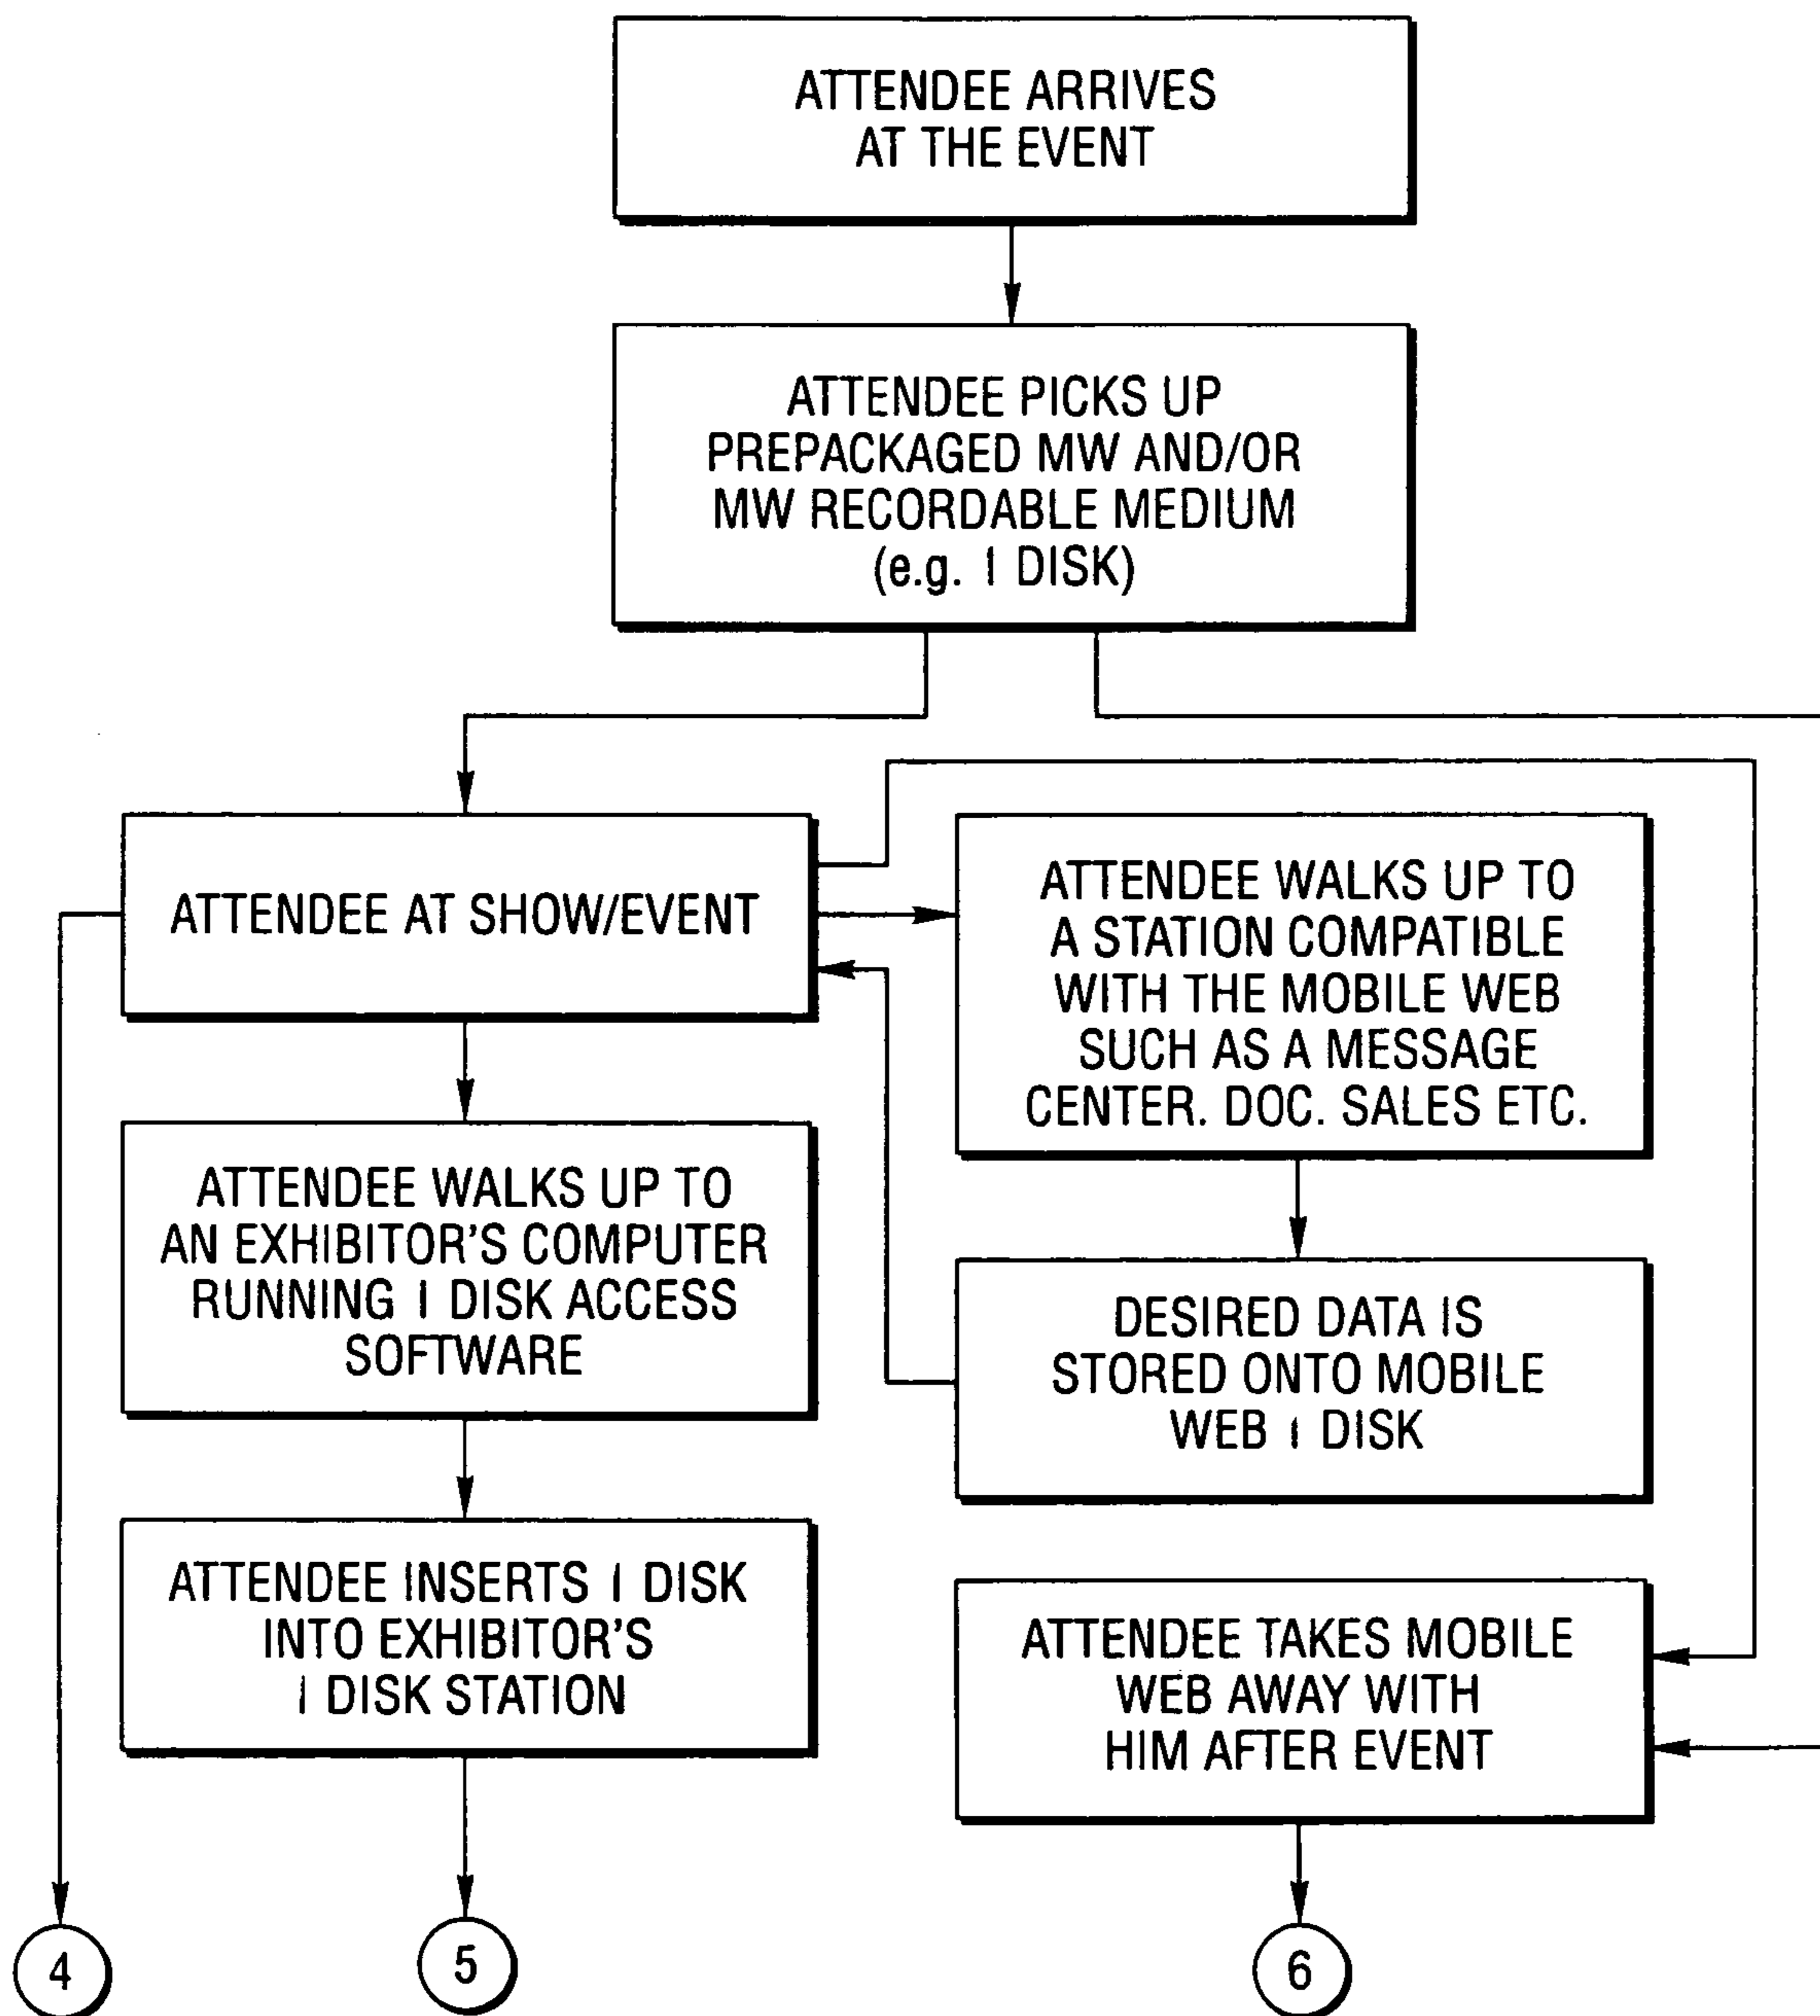 ATTENDEE ARRIVES
AT THE EVENT
ATTENDEE PICKS UP
PREPACKAGED MW AND/OR
MW RECORDABLE MEDIUM
(e.g. I DISK)
ATTENDEE AT SHOW/EVENT
ATTENDEE WALKS UP TO
A STATION COMPATIBLE
WITH THE MOBILE WEB
SUCH AS A MESSAGE
CENTER. DOC. SALES ETC.
ATTENDEE WALKS UP TO
AN EXHIBITOR'S COMPUTER
RUNNING I DISK ACCESS
SOFTWARE
DESIRED DATA IS
STORED ONTO MOBILE
WEB I DISK
ATTENDEE INSERTS I DISK
INTO EXHIBITOR'S
I DISK STATION
ATTENDEE TAKES MOBILE
WEB AWAY WITH
HIM AFTER EVENT
4
5
6